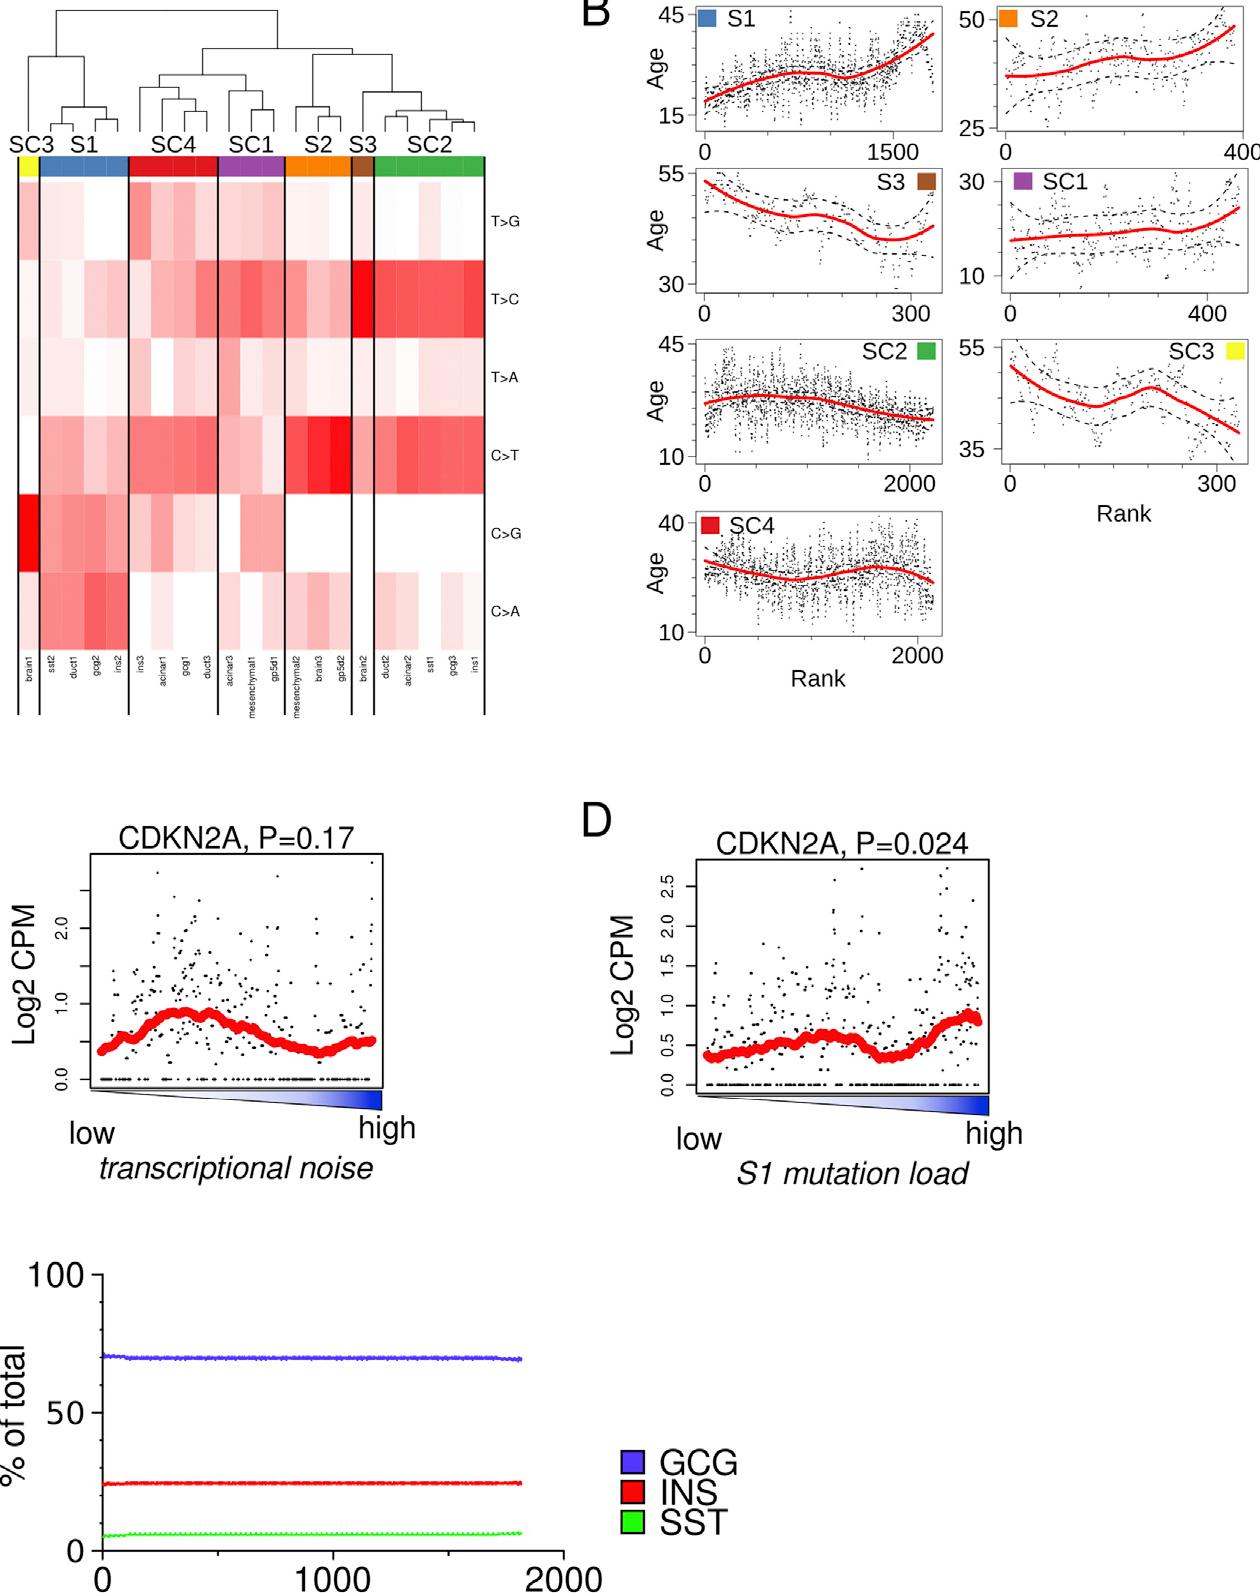 SC3 S1 SC4 SC1 S2 S3 SC2
T>G
T>C
T>A
C>T
C>G
C>A
brain1 sst2 duct1 gcg2 ins2 ins3 acinar1 gcg1 duct3 acinar3 mesenchymal1 gp5d1 mesenchymal2 brain3 gp5d2 brain2 duct2 acinar2 sst1 gcg3 ins1
B
S1
Age
45
15
0 1500
S2
50
25
0 400
S3
Age
55
30
0 300
SC1
30
10
0 400
SC2
Age
45
10
0 2000
SC3
55
35
0 300
Rank
SC4
Age
40
10
0 2000
Rank
CDKN2A, P=0.17
Log2 CPM
2.0
1.0
0.0
low high
transcriptional noise
D
CDKN2A, P=0.024
Log2 CPM
2.5
2.0
1.5
1.0
0.5
0.0
low high
S1 mutation load
% of total
100
50
0
0 1000 2000
GCG
INS
SST